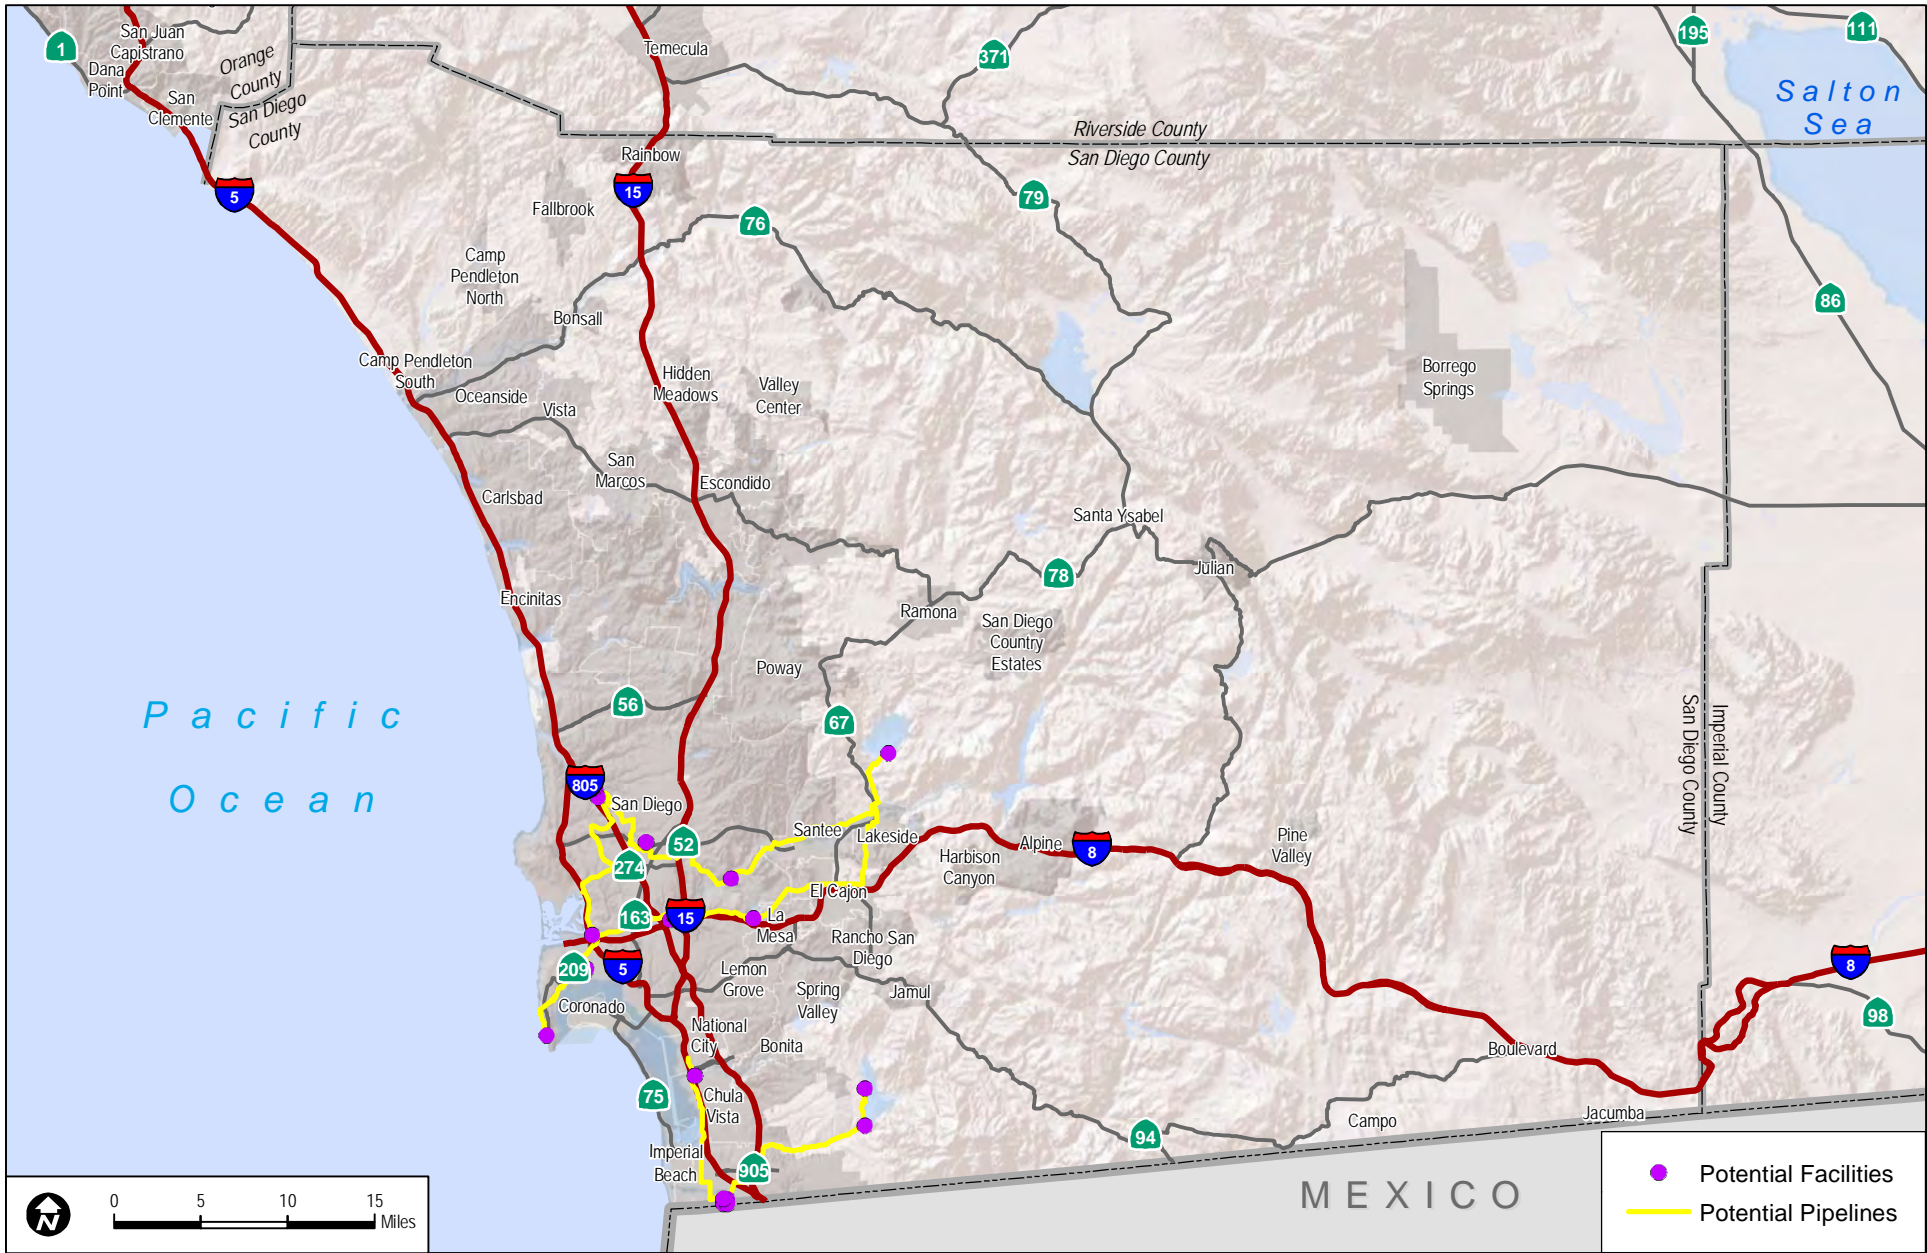 San Juan
Capistrano
1
Dana
Point
Orange
County
San
Clemente
San Diego
County
5
Temecula
371
195
111
Salton
Sea
Riverside County
San Diego County
Rainbow
15
Fallbrook
76
79
Camp
Pendleton
North
Bonsall
86
Camp Pendleton
South
Oceanside
Vista
Hidden
Meadows
Valley
Center
Borrego
Springs
San
Marcos
Escondido
Carlsbad
Santa Ysabel
78
Julian
Encinitas
Ramona
San Diego
Country
Estates
Poway
56
67
Pacific
Ocean
San Diego County
Imperial County
805
San Diego
52
Santee
Lakeside
274
Harbison
Canyon
Alpine
8
Pine
Valley
El Cajon
163
15
La
Mesa
Rancho San
Diego
209
5
Lemon
Grove
Spring
Valley
Jamul
Coronado
8
98
National
City
Bonita
Boulevard
75
Chula
Vista
Imperial
Beach
905
94
Campo
Jacumba
MEXICO
N
0 5 10 15
Miles
Potential Facilities
Potential Pipelines